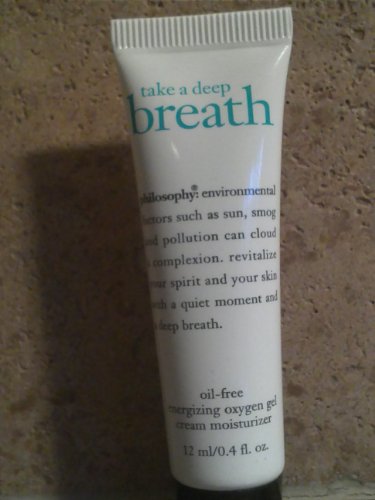 take a deep
breath
philosophy® environmental
factors such as sun, smog
and pollution can cloud
complexion. revitalize
your spirit and your skin
with a quiet moment and
a deep breath.
oil-free
energizing oxygen gel
cream moisturizer
12 ml/0.4 fl. oz.